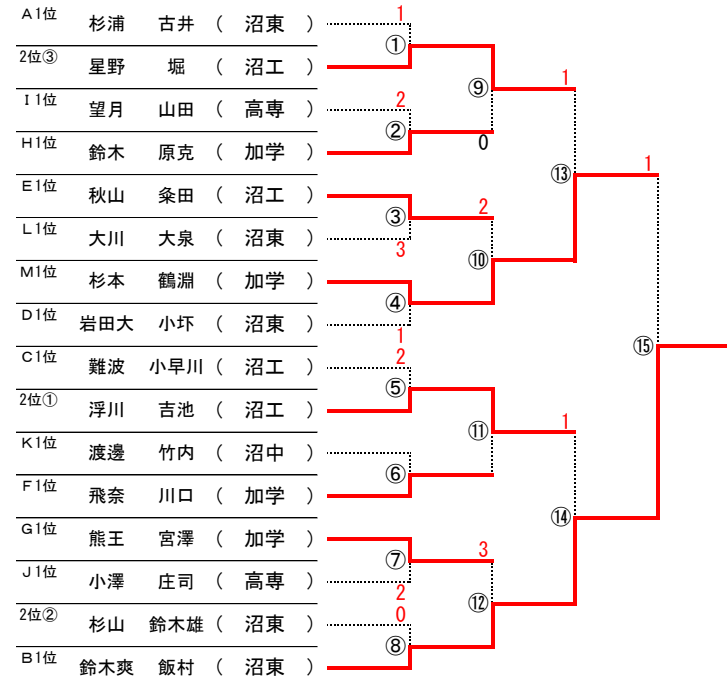 A1位 杉浦 古井 ( 沼東 ) 1
①
2位③ 星野 堀 ( 沼工 )
⑨ 1
I1位 望月 山田 ( 高専 ) 2
② 0
H1位 鈴木 原克 ( 加学 )
⑬ 1
E1位 秋山 粂田 ( 沼工 )
③ 2
L1位 大川 大泉 ( 沼東 ) 3
⑩
M1位 杉本 鶴淵 ( 加学 )
④
D1位 岩田大 小圷 ( 沼東 ) 1
⑮
C1位 難波 小早川 ( 沼工 ) 2
⑤
2位① 浮川 吉池 ( 沼工 )
⑪ 1
K1位 渡邊 竹内 ( 沼中 )
⑥
F1位 飛奈 川口 ( 加学 )
⑭
G1位 熊王 宮澤 ( 加学 )
⑦ 3
J1位 小澤 庄司 ( 高専 ) 2
⑫
2位② 杉山 鈴木雄 ( 沼東 ) 0
⑧
B1位 鈴木爽 飯村 ( 沼東 )